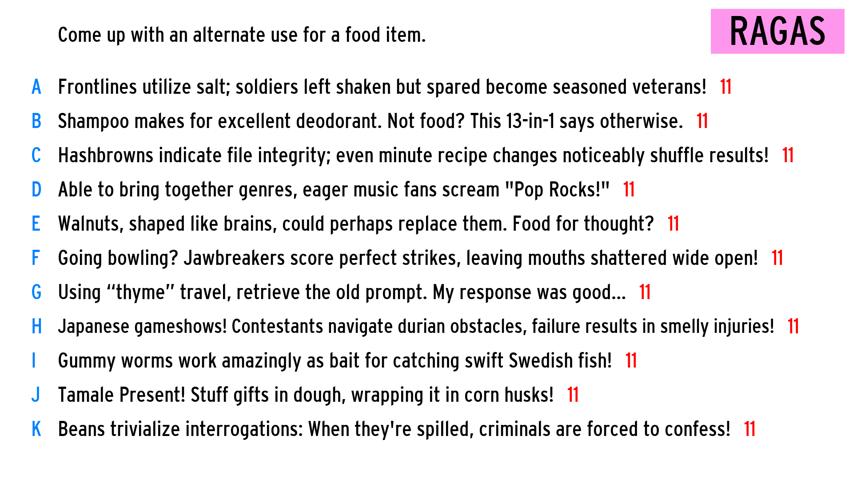 Come up with an alternate use for a food item.
RAGAS
A Frontlines utilize salt; soldiers left shaken but spared become seasoned veterans! 11
B Shampoo makes for excellent deodorant. Not food? This 13-in-1 says otherwise. 11
C Hashbrowns indicate file integrity; even minute recipe changes noticeably shuffle results! 11
D Able to bring together genres, eager music fans scream "Pop Rocks!" 11
E Walnuts, shaped like brains, could perhaps replace them. Food for thought? 11
F Going bowling? Jawbreakers score perfect strikes, leaving mouths shattered wide open! 11
G Using “thyme” travel, retrieve the old prompt. My response was good... 11
H Japanese gameshows! Contestants navigate durian obstacles, failure results in smelly injuries! 11
I Gummy worms work amazingly as bait for catching swift Swedish fish! 11
J Tamale Present! Stuff gifts in dough, wrapping it in corn husks! 11
K Beans trivialize interrogations: When they're spilled, criminals are forced to confess! 11